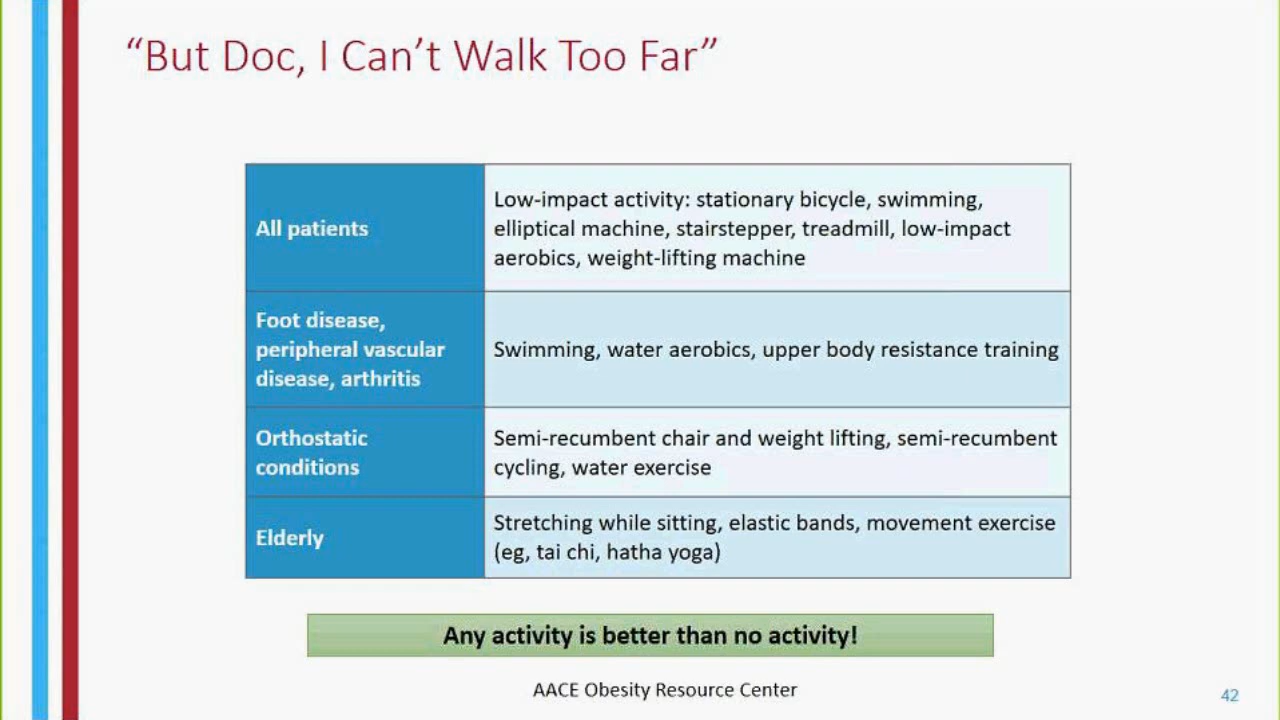 “But Doc, I Can’t Walk Too Far”
All patients
Low-impact activity: stationary bicycle, swimming,
elliptical machine, stairstepper, treadmill, low-impact
aerobics, weight-lifting machine
Foot disease,
peripheral vascular
disease, arthritis
Swimming, water aerobics, upper body resistance training
Orthostatic
conditions
Semi-recumbent chair and weight lifting, semi-recumbent
cycling, water exercise
Elderly
Stretching while sitting, elastic bands, movement exercise
(eg, tai chi, hatha yoga)
Any activity is better than no activity!
AACE Obesity Resource Center
42